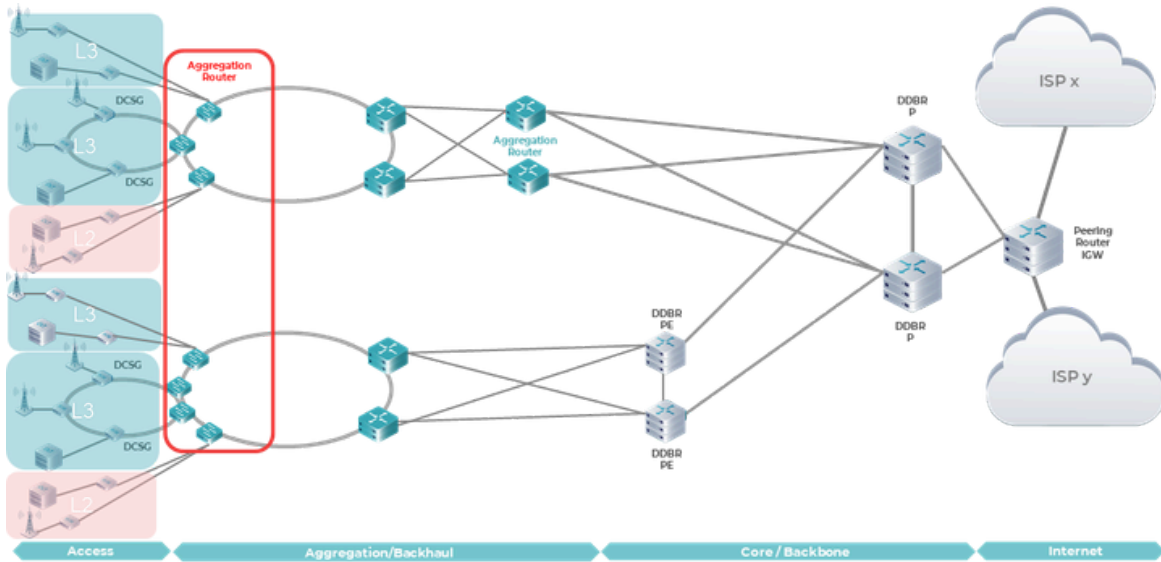 L3
Aggregation
Router
DCSG
L3
DCSG
L2
L3
DCSG
L3
DCSG
L2
Aggregation
Router
DDBR
P
DDBR
P
DDBR
PE
DDBR
PE
Peering
Router
IGW
ISP x
ISP y
Access
Aggregation/Backhaul
Core / Backbone
Internet